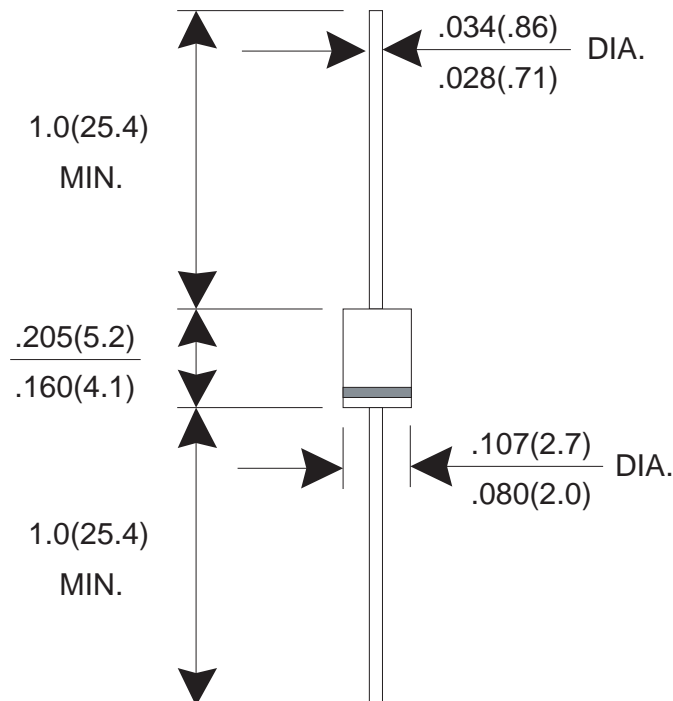 .034(.86)
.028(.71)
DIA.
1.0(25.4)
MIN.
.205(5.2)
.160(4.1)
.107(2.7)
.080(2.0)
DIA.
1.0(25.4)
MIN.